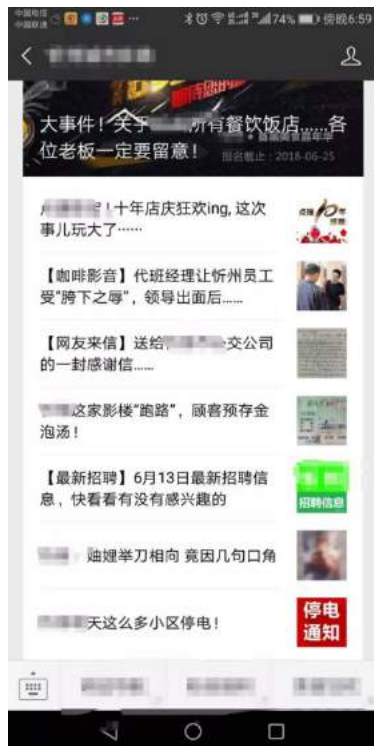 中国电信
中国联通
74%
傍晚6:59
大事件！关于 所有餐饮饭店……各
位老板一定要留意！
报名截止：2018-06-25
！十年店庆狂欢ing, 这次
事儿玩大了……
【咖啡影音】代班经理让忻州员工
受“胯下之辱”，领导出面后……
【网友来信】送给 交公司
的一封感谢信……
这家影楼“跑路”，顾客预存金
泡汤！
【最新招聘】6月13日最新招聘信
息，快看看有没有感兴趣的
招聘信息
妯娌举刀相向 竟因几句口角
天这么多小区停电！
停电
通知